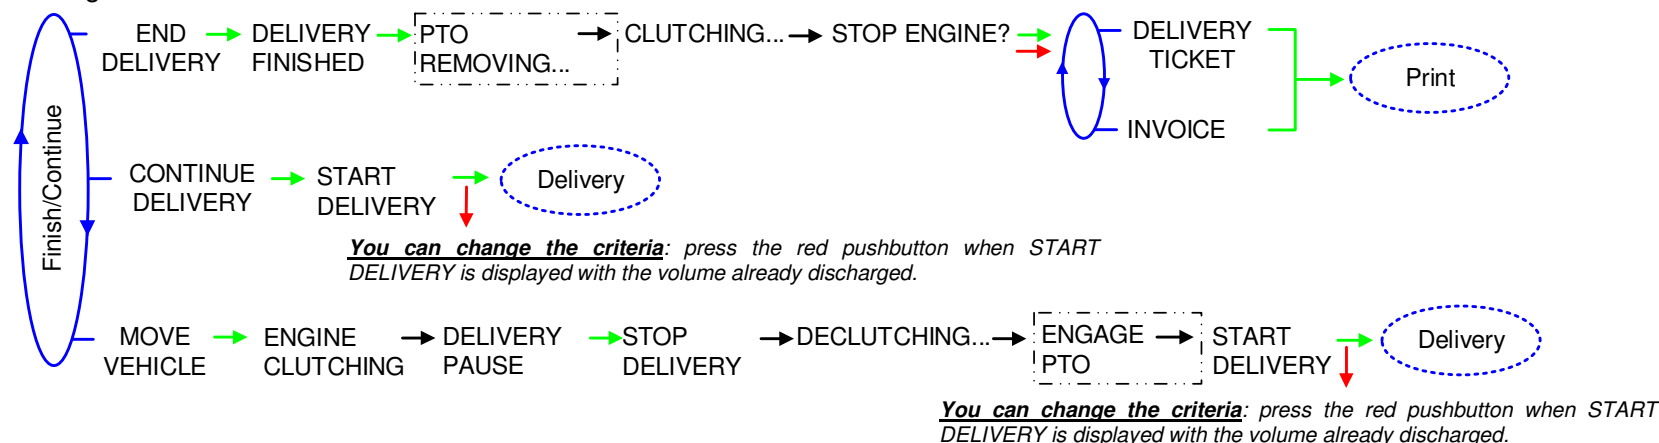 Finish/Continue
END DELIVERY
DELIVERY FINISHED
PTO REMOVING...
CLUTCHING...
STOP ENGINE?
DELIVERY TICKET
INVOICE
Print
CONTINUE DELIVERY
START DELIVERY
Delivery
You can change the criteria: press the red pushbutton when START
DELIVERY is displayed with the volume already discharged.
MOVE VEHICLE
ENGINE CLUTCHING
DELIVERY PAUSE
STOP DELIVERY
DECLUTCHING...
ENGAGE PTO
START DELIVERY
Delivery
You can change the criteria: press the red pushbutton when START
DELIVERY is displayed with the volume already discharged.